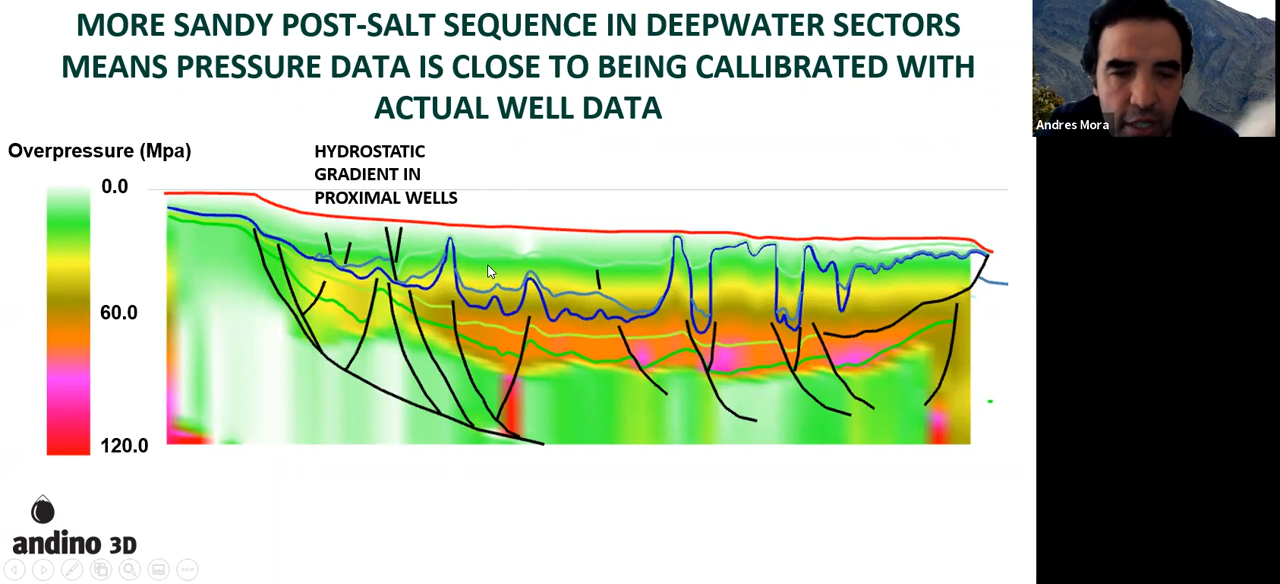 MORE SANDY POST-SALT SEQUENCE IN DEEPWATER SECTORS
MEANS PRESSURE DATA IS CLOSE TO BEING CALLIBRATED WITH
ACTUAL WELL DATA
Andres Mora
Overpressure (Mpa)
0.0
60.0
120.0
HYDROSTATIC
GRADIENT IN
PROXIMAL WELLS
andino 3D